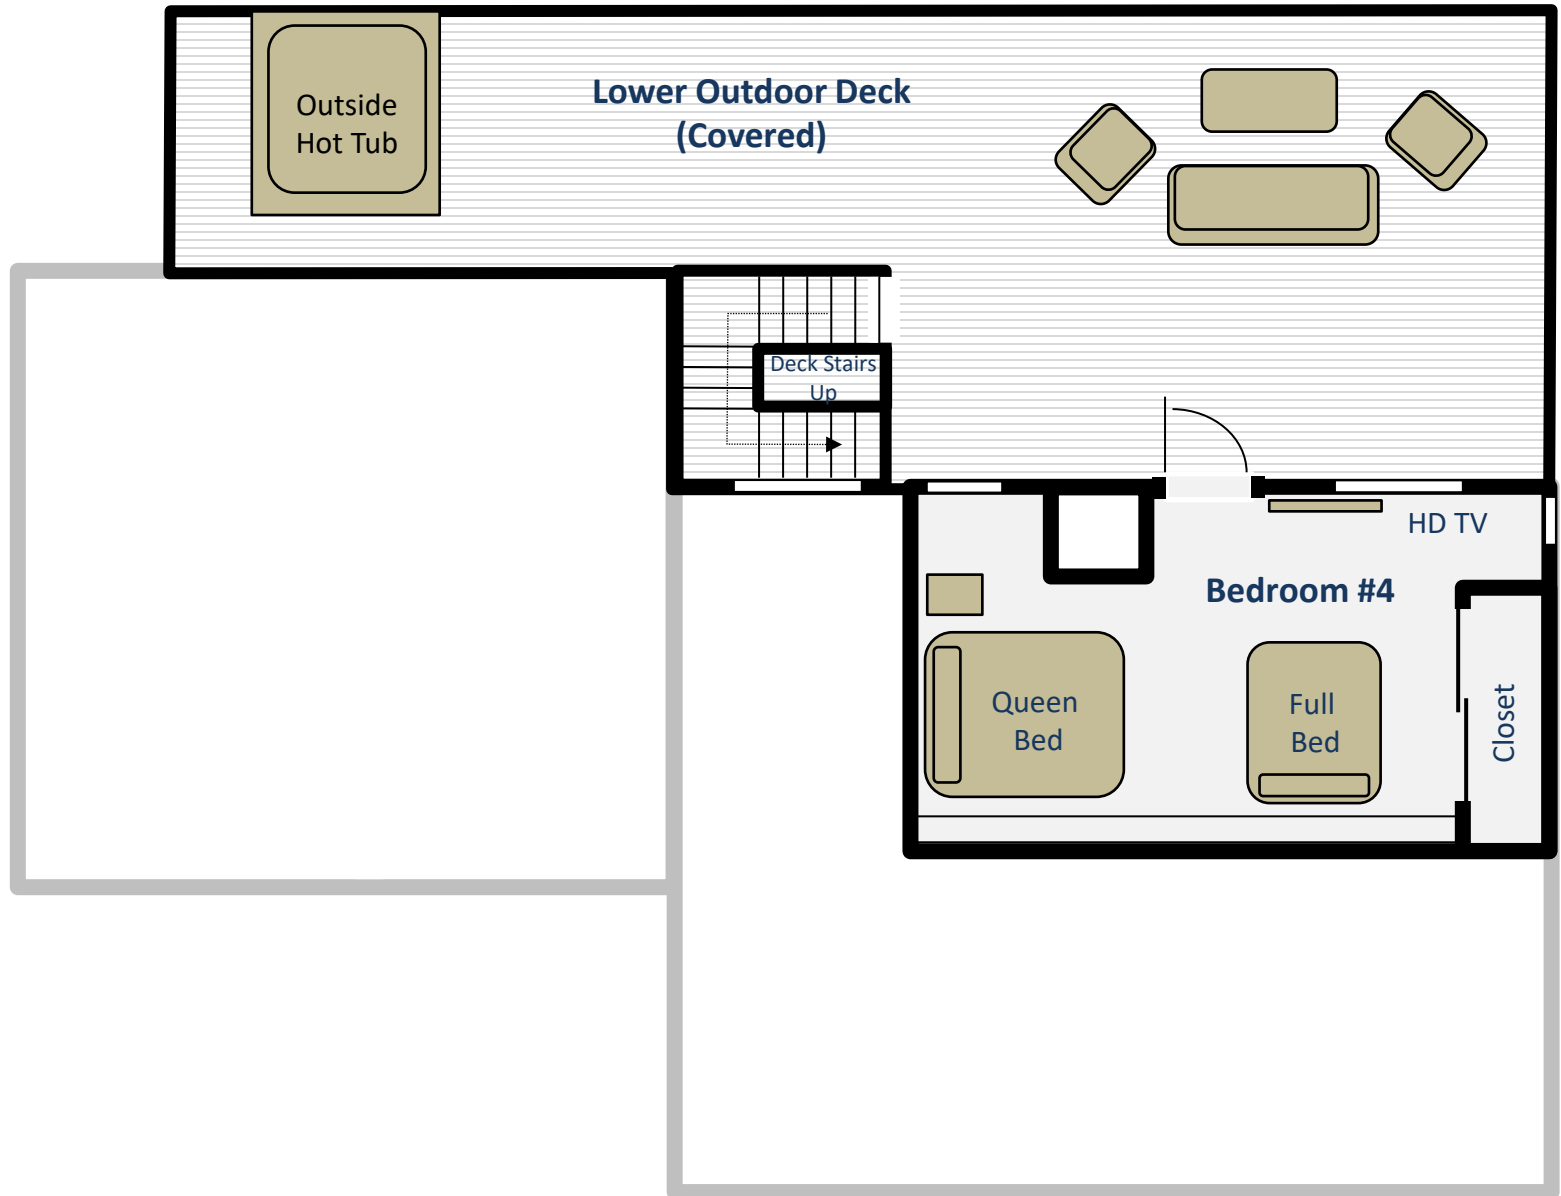 Lower Outdoor Deck
(Covered)
Outside
Hot Tub
Deck Stairs
Up
HD TV
Bedroom #4
Queen
Bed
Full
Bed
Closet